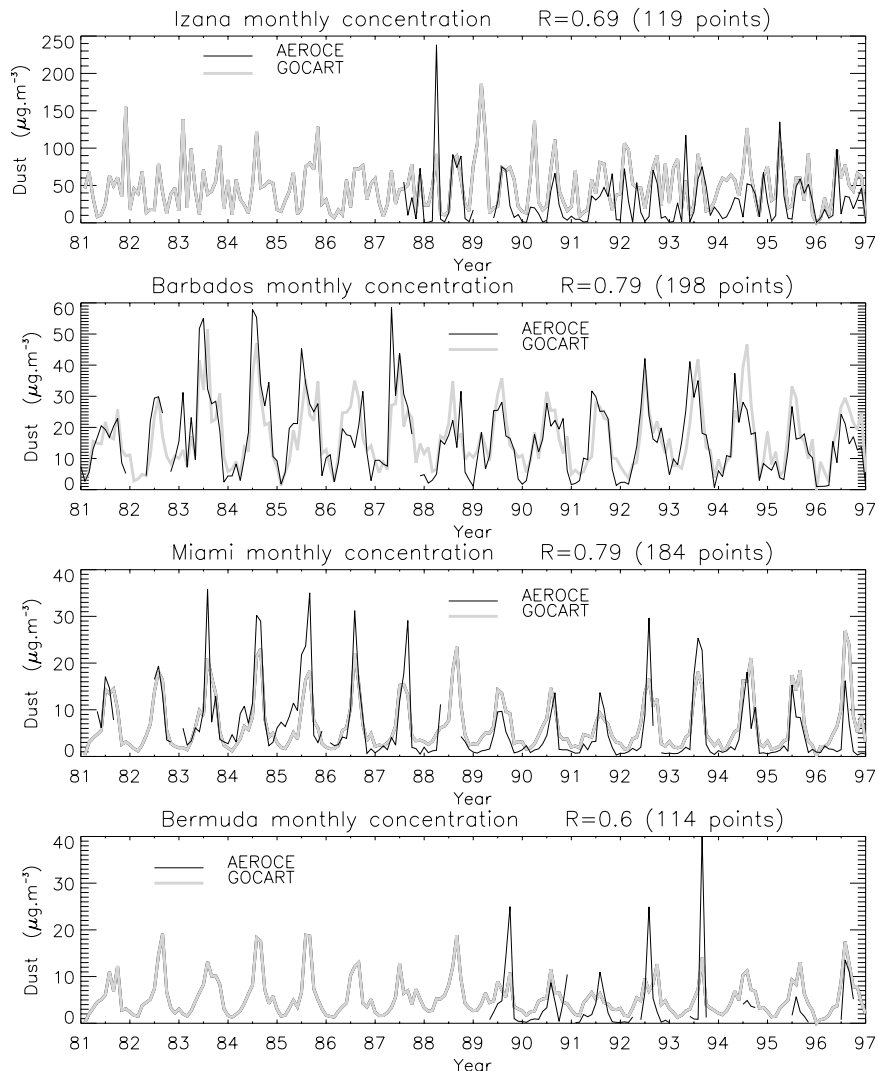 Izana monthly concentration R=0.69 (119 points)
AEROCE
GOCART
Dust (μg.m⁻³)
250
200
150
100
50
0
81 82 83 84 85 86 87 88 89 90 91 92 93 94 95 96 97
Year
Barbados monthly concentration R=0.79 (198 points)
AEROCE
GOCART
Dust (μg.m⁻³)
60
50
40
30
20
10
0
81 82 83 84 85 86 87 88 89 90 91 92 93 94 95 96 97
Year
Miami monthly concentration R=0.79 (184 points)
AEROCE
GOCART
Dust (μg.m⁻³)
40
30
20
10
0
81 82 83 84 85 86 87 88 89 90 91 92 93 94 95 96 97
Year
Bermuda monthly concentration R=0.6 (114 points)
AEROCE
GOCART
Dust (μg.m⁻³)
40
30
20
10
0
81 82 83 84 85 86 87 88 89 90 91 92 93 94 95 96 97
Year